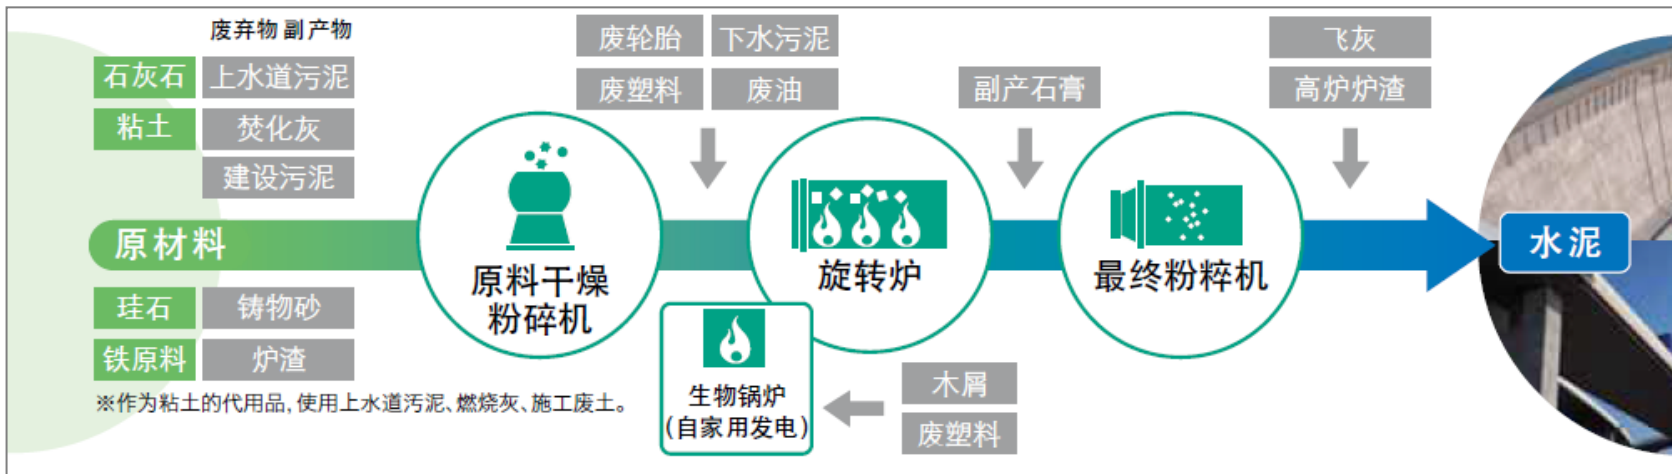 废弃物 副产物
石灰石
上水道污泥
粘土
焚化灰
建设污泥
原材料
珪石
铸物砂
铁原料
炉渣
※作为粘土的代用品,使用上水道污泥、燃烧灰、施工废土。
原料干燥
粉碎机
废轮胎
下水污泥
废塑料
废油
旋转炉
生物锅炉
(自家用发电)
木屑
废塑料
副产石膏
最终粉粹机
飞灰
高炉炉渣
水泥